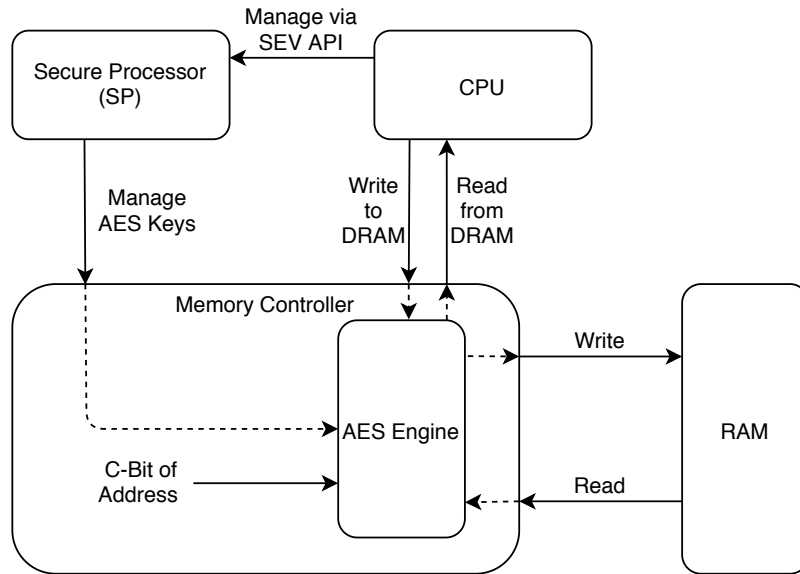 Manage via
SEV API
Secure Processor
(SP)
CPU
Manage
AES Keys
Write
to
DRAM
Read
from
DRAM
Memory Controller
Write
AES Engine
RAM
C-Bit of
Address
Read